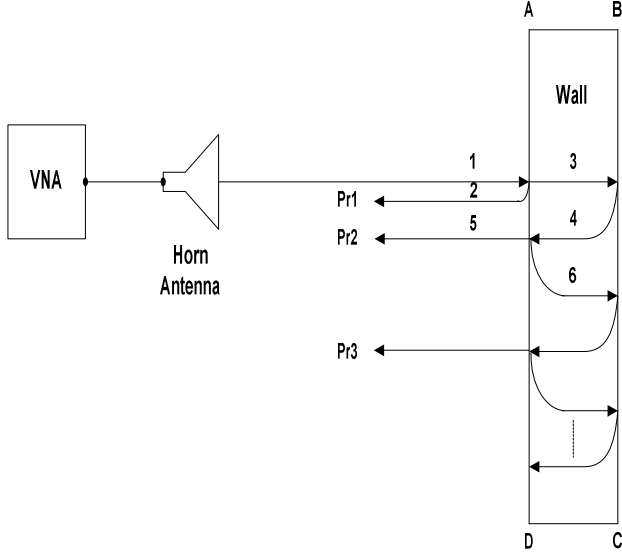 A B
Wall
VNA
1 3
Pr1 2
Pr2 5 4
Horn
Antenna
6
Pr3
D C